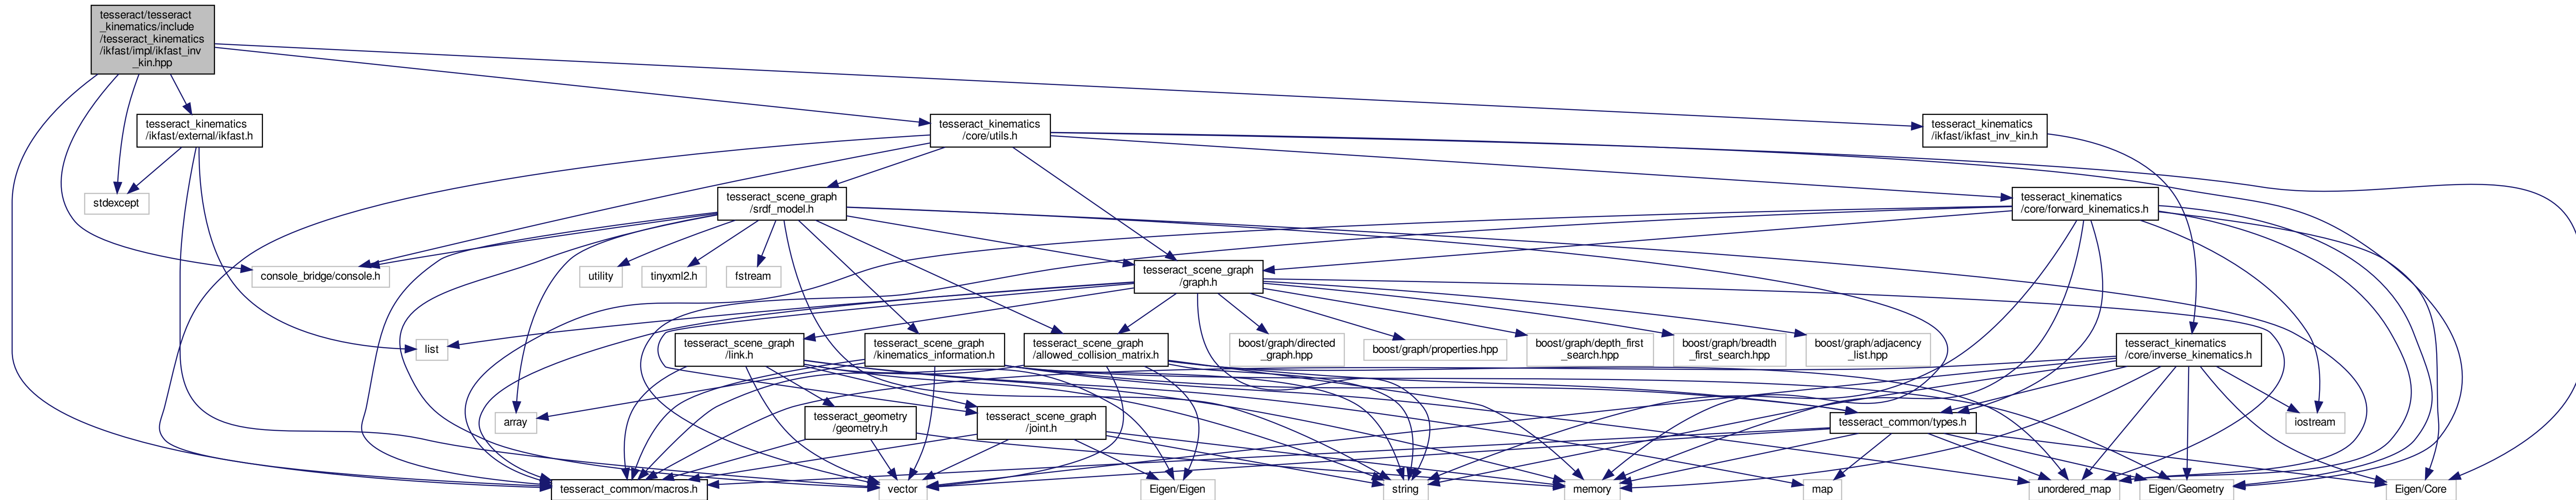 tesseract/tesseract
_kinematics/include
/tesseract_kinematics
/ikfast/impl/ikfast_inv
_kin.hpp
tesseract_kinematics
/ikfast/external/ikfast.h
tesseract_kinematics
/core/utils.h
tesseract_kinematics
/ikfast/ikfast_inv_kin.h
stdexcept
tesseract_scene_graph
/srdf_model.h
tesseract_kinematics
/core/forward_kinematics.h
console_bridge/console.h
utility
tinyxml2.h
fstream
tesseract_scene_graph
/graph.h
list
tesseract_scene_graph
/link.h
tesseract_scene_graph
/kinematics_information.h
tesseract_scene_graph
/allowed_collision_matrix.h
boost/graph/directed
_graph.hpp
boost/graph/properties.hpp
boost/graph/depth_first
_search.hpp
boost/graph/breadth
_first_search.hpp
boost/graph/adjacency
_list.hpp
tesseract_kinematics
/core/inverse_kinematics.h
array
tesseract_geometry
/geometry.h
tesseract_scene_graph
/joint.h
tesseract_common/types.h
iostream
tesseract_common/macros.h
vector
Eigen/Eigen
string
memory
map
unordered_map
Eigen/Geometry
Eigen/Core